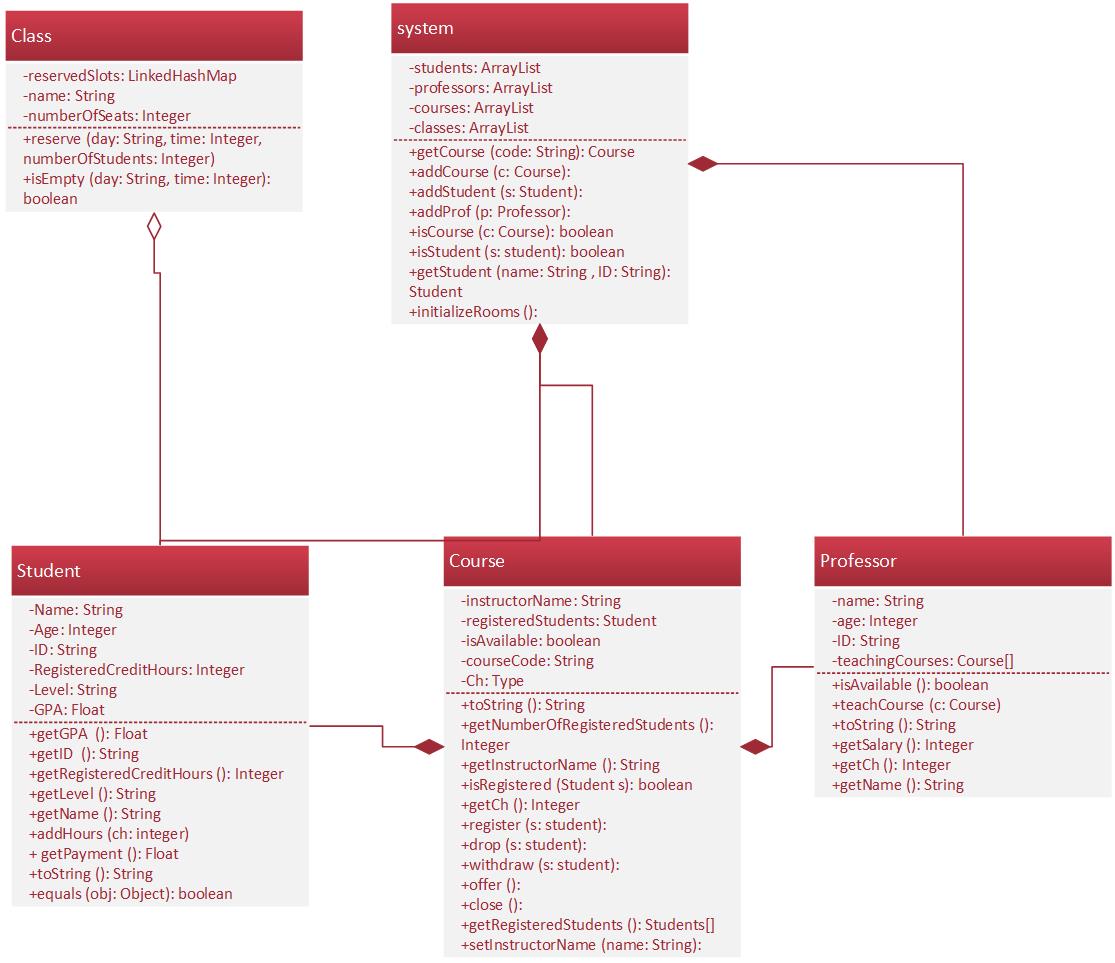 Class
-reservedSlots: LinkedHashMap
-name: String
-numberOfSeats: Integer
+reserve (day: String, time: Integer,
numberOfStudents: Integer)
+isEmpty (day: String, time: Integer):
boolean
system
-students: ArrayList
-professors: ArrayList
-courses: ArrayList
-classes: ArrayList
+getCourse (code: String): Course
+addCourse (c: Course):
+addStudent (s: Student):
+addProf (p: Professor):
+isCourse (c: Course): boolean
+isStudent (s: student): boolean
+getStudent (name: String , ID: String):
Student
+initializeRooms ():
Student
-Name: String
-Age: Integer
-ID: String
-RegisteredCreditHours: Integer
-Level: String
-GPA: Float
+getGPA  (): Float
+getID  (): String
+getRegisteredCreditHours (): Integer
+getLevel (): String
+getName (): String
+addHours (ch: integer)
+ getPayment (): Float
+toString (): String
+equals (obj: Object): boolean
Course
-instructorName: String
-registeredStudents: Student
-isAvailable: boolean
-courseCode: String
-Ch: Type
+toString (): String
+getNumberOfRegisteredStudents ():
Integer
+getInstructorName (): String
+isRegistered (Student s): boolean
+getCh (): Integer
+register (s: student):
+drop (s: student):
+withdraw (s: student):
+offer ():
+close ():
+getRegisteredStudents (): Students[]
+setInstructorName (name: String):
Professor
-name: String
-age: Integer
-ID: String
-teachingCourses: Course[]
+isAvailable (): boolean
+teachCourse (c: Course)
+toString (): String
+getSalary (): Integer
+getCh (): Integer
+getName (): String